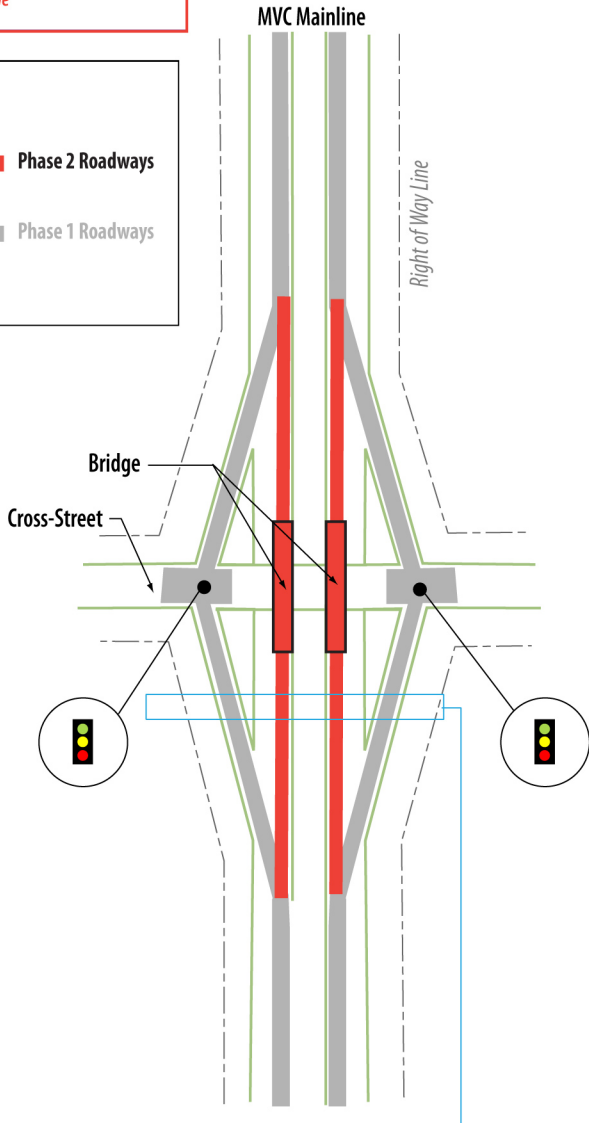 MVC Mainline
Phase 2 Roadways
Phase 1 Roadways
Right of Way Line
Bridge
Cross-Street